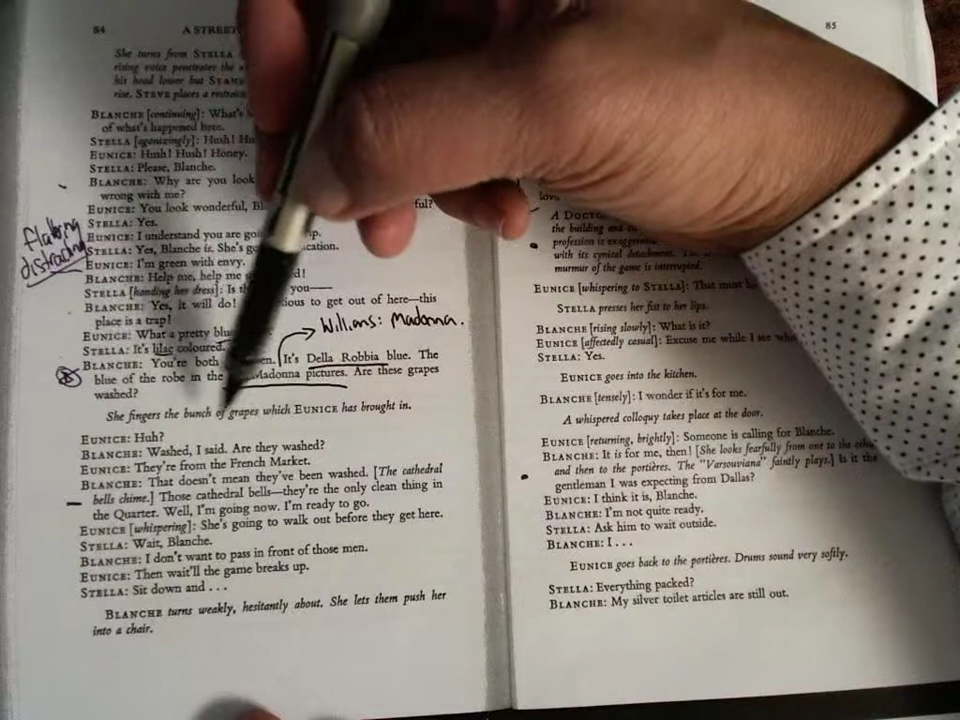 84
A STREET
She turns from STELLA
rising voice penetrates the
his head lower but
rise. STEVE places a
BLANCHE [continuing]: What's
of what's happened here.
STELLA [agonizingly]: Hush!
EUNICE: Hush! Hush! Honey.
STELLA: Please, Blanche.
BLANCHE: Why are you
wrong with me?
EUNICE: You look wonderful,
STELLA: Yes.
EUNICE: I understand you are
STELLA: Yes, Blanche is. She's
EUNICE: I'm green with envy.
BLANCHE: Help me, help me
STELLA [handing her dress]: Is you——
BLANCHE: Yes, it will do! to get out of here—this
place is a trap!
EUNICE: What a pretty
STELLA: It's lilac coloured.
BLANCHE: You're both It's Della Robbia blue. The
blue of the robe in the Madonna pictures. Are these grapes
washed?
She fingers the bunch of grapes which EUNICE has brought in.
EUNICE: Huh?
BLANCHE: Washed, I said. Are they washed?
EUNICE: They're from the French Market.
BLANCHE: That doesn't mean they've been washed. [The cathedral
bells chime.] Those cathedral bells—they're the only clean thing in
the Quarter. Well, I'm going now. I'm ready to go.
EUNICE [whispering]: She's going to walk out before they get here.
STELLA: Wait, Blanche.
BLANCHE: I don't want to pass in front of those men.
EUNICE: Then wait'll the game breaks up.
STELLA: Sit down and . . .
BLANCHE turns weakly, hesitantly about. She lets them push her
into a chair.
distracting
Madonna.
85
A
the building and
profession is
with its cynical detachment.
murmur of the game is interrupted.
EUNICE [whispering to STELLA]: That must
STELLA presses her fist to her lips.
BLANCHE [rising slowly]: What is it?
EUNICE [affectedly casual]: Excuse me while I see
STELLA: Yes.
EUNICE goes into the kitchen.
BLANCHE [tensely]: I wonder if it's for me.
A whispered colloquy takes place at the door.
EUNICE [returning, brightly]: Someone is calling for Blanche.
BLANCHE: It is for me, then! [She looks fearfully from one to the
and then to the portières. The "Varsouviana" faintly plays.] Is it the
gentleman I was expecting from Dallas?
EUNICE: I think it is, Blanche.
BLANCHE: I'm not quite ready.
STELLA: Ask him to wait outside.
BLANCHE: I . . .
EUNICE goes back to the portières. Drums sound very softly.
STELLA: Everything packed?
BLANCHE: My silver toilet articles are still out.